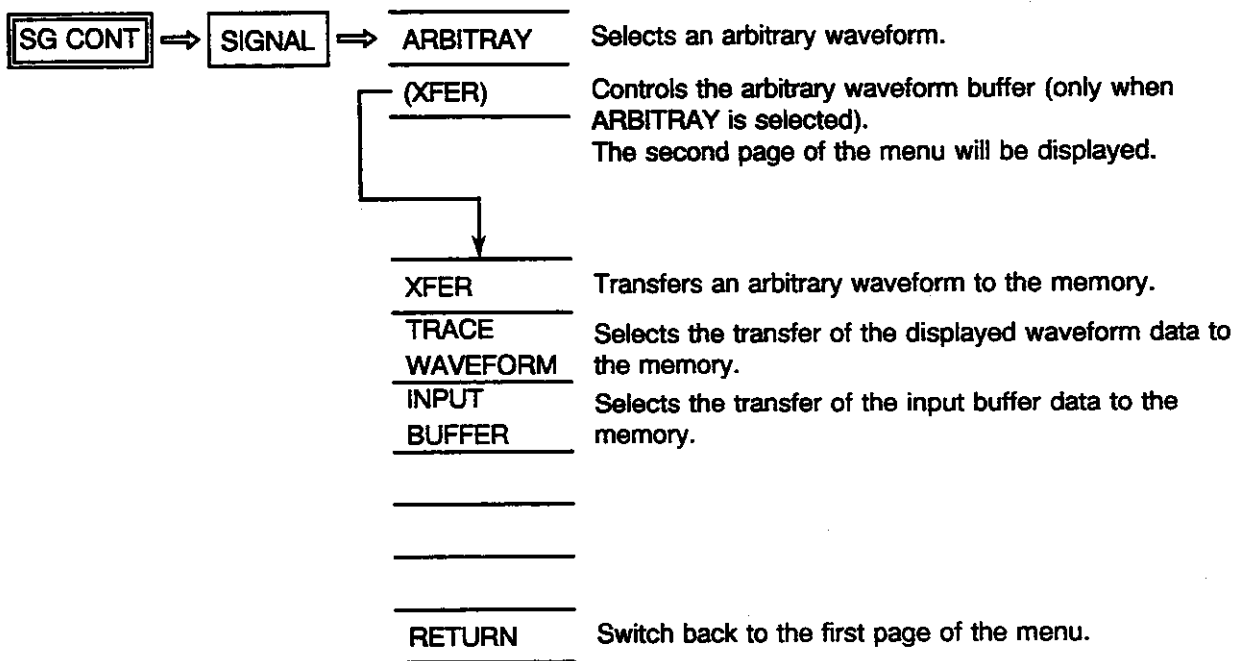 SG CONT ⇒ SIGNAL ⇒ ARBITRAY Selects an arbitrary waveform.
(XFER) Controls the arbitrary waveform buffer (only when
ARBITRAY is selected).
The second page of the menu will be displayed.
XFER Transfers an arbitrary waveform to the memory.
TRACE Selects the transfer of the displayed waveform data to
WAVEFORM the memory.
INPUT Selects the transfer of the input buffer data to the
BUFFER memory.
RETURN Switch back to the first page of the menu.